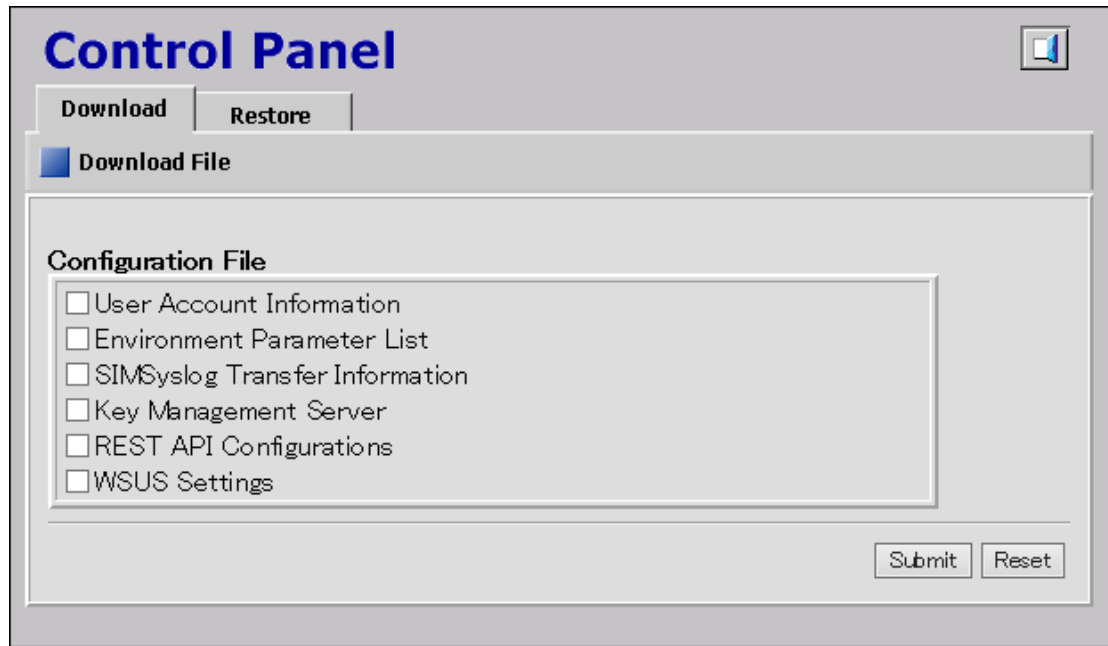 Control Panel
Download
Restore
Download File
Configuration File
User Account Information
Environment Parameter List
SIMSyslog Transfer Information
Key Management Server
REST API Configurations
WSUS Settings
Submit Reset